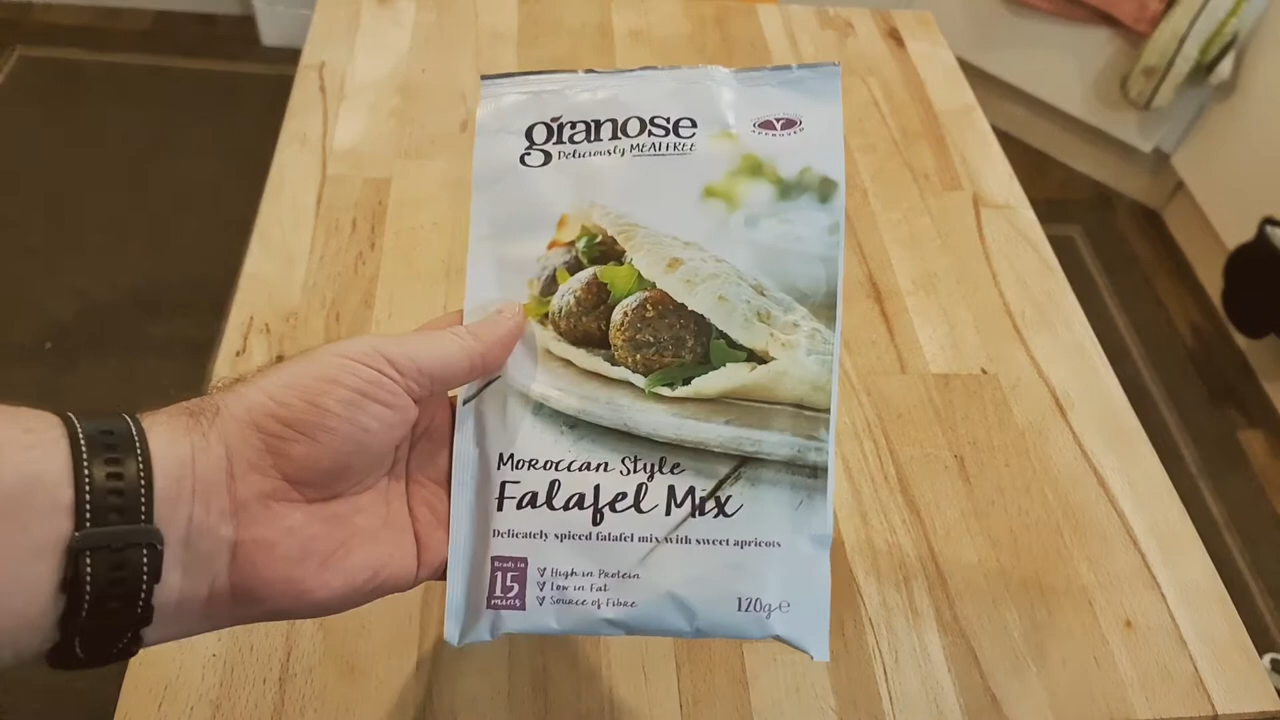 granose
Deliciously MEAT FREE
V
APPROVED
Moroccan Style
Falafel Mix
Delicately spiced falafel mix with sweet apricots
Ready in
15
mins
High in Protein
Low in Fat
Source of Fibre
120g e